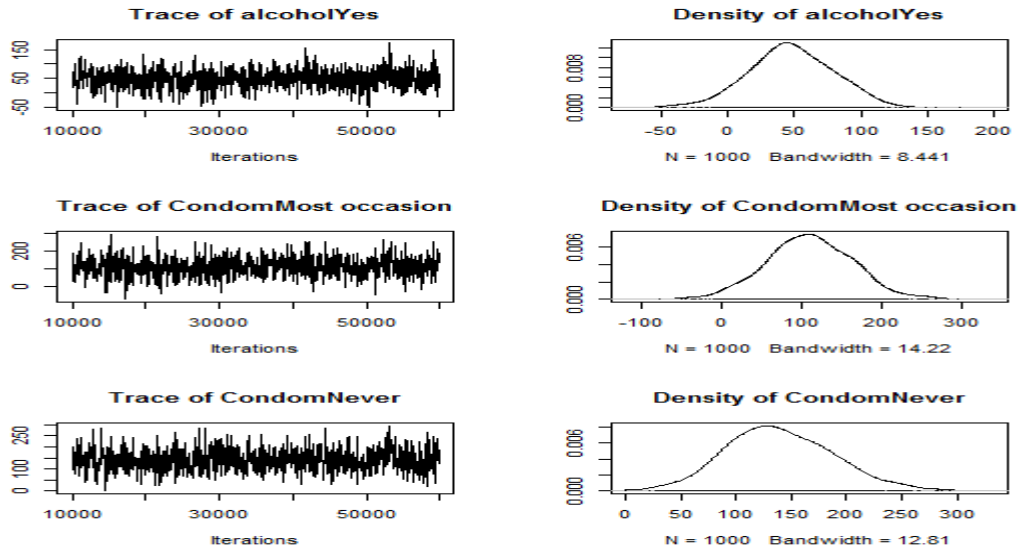 Trace of alcoholYes
-50 50 150
10000 30000 50000
Iterations
Density of alcoholYes
0.000 0.008
-50 0 50 100 150 200
N = 1000 Bandwidth = 8.441
Trace of CondomMost occasion
0 200
10000 30000 50000
Iterations
Density of CondomMost occasion
0.000 0.006
-100 0 100 200 300
N = 1000 Bandwidth = 14.22
Trace of CondomNever
0 100 250
10000 30000 50000
Iterations
Density of CondomNever
0.000 0.006
0 50 100 150 200 250 300
N = 1000 Bandwidth = 12.81